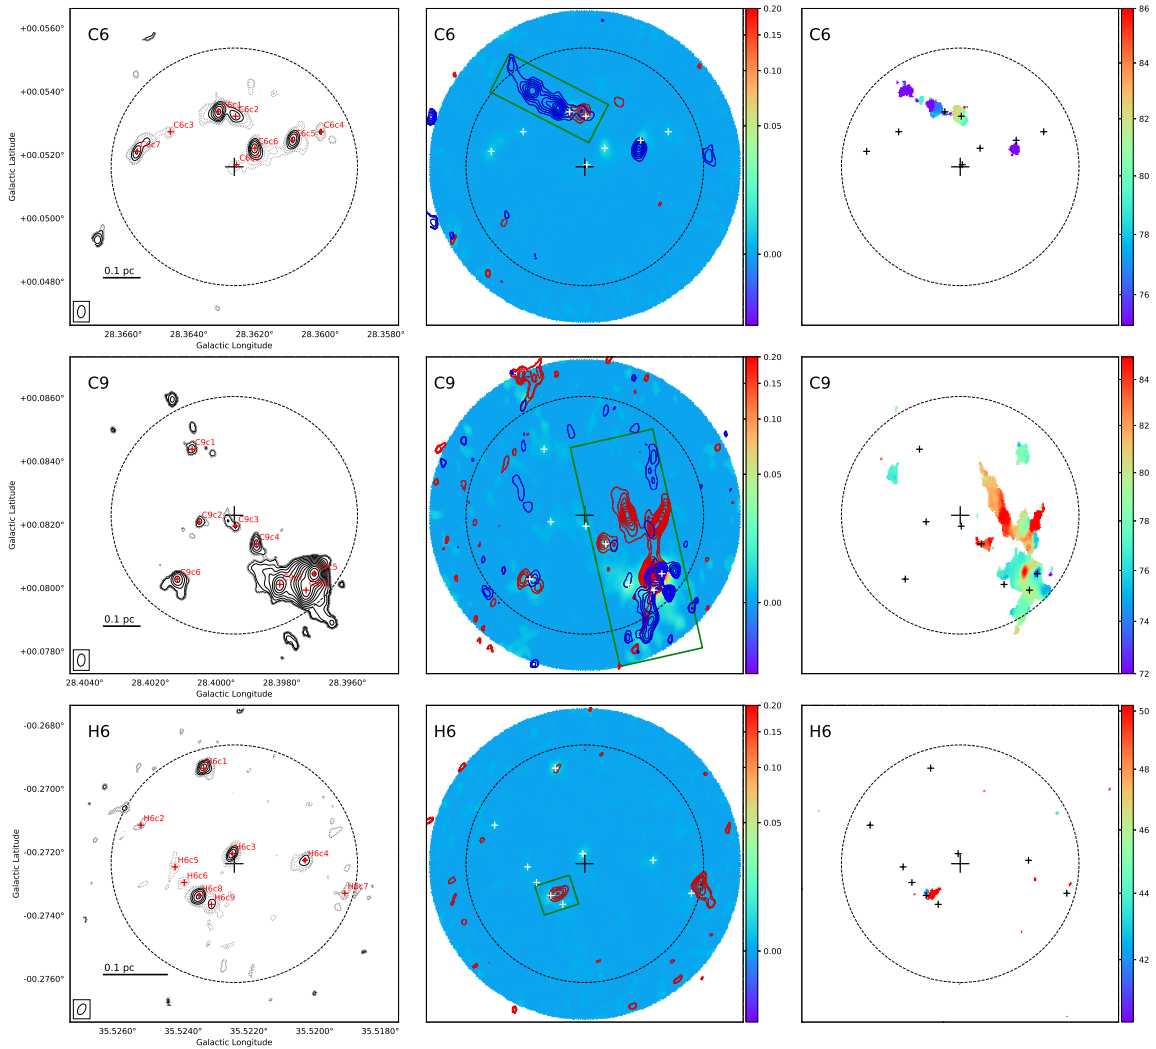 C6
+00.0560°
+00.0540°
+00.0520°
+00.0500°
+00.0480°
Galactic Latitude
C6c1
C6c2
C6c3
C6c4
C6c5
C6c6
C6c7
0.1 pc
28.3660° 28.3640° 28.3620° 28.3600° 28.3580°
Galactic Longitude
C6
0.20
0.15
0.10
0.05
0.00
C6
86
84
82
80
78
76
C9
+00.0860°
+00.0840°
+00.0820°
+00.0800°
+00.0780°
Galactic Latitude
C9c1
C9c2
C9c3
C9c4
C9c6
0.1 pc
28.4040° 28.4020° 28.4000° 28.3980° 28.3960°
Galactic Longitude
C9
0.20
0.15
0.10
0.05
0.00
C9
84
82
80
78
76
74
72
H6
-00.2680°
-00.2700°
-00.2720°
-00.2740°
-00.2760°
Galactic Latitude
H6c1
H6c2
H6c3
H6c4
H6c5
H6c6
H6c7
H6c8
H6c9
0.1 pc
35.5260° 35.5240° 35.5220° 35.5200° 35.5180°
Galactic Longitude
H6
0.20
0.15
0.10
0.05
0.00
H6
50
48
46
44
42